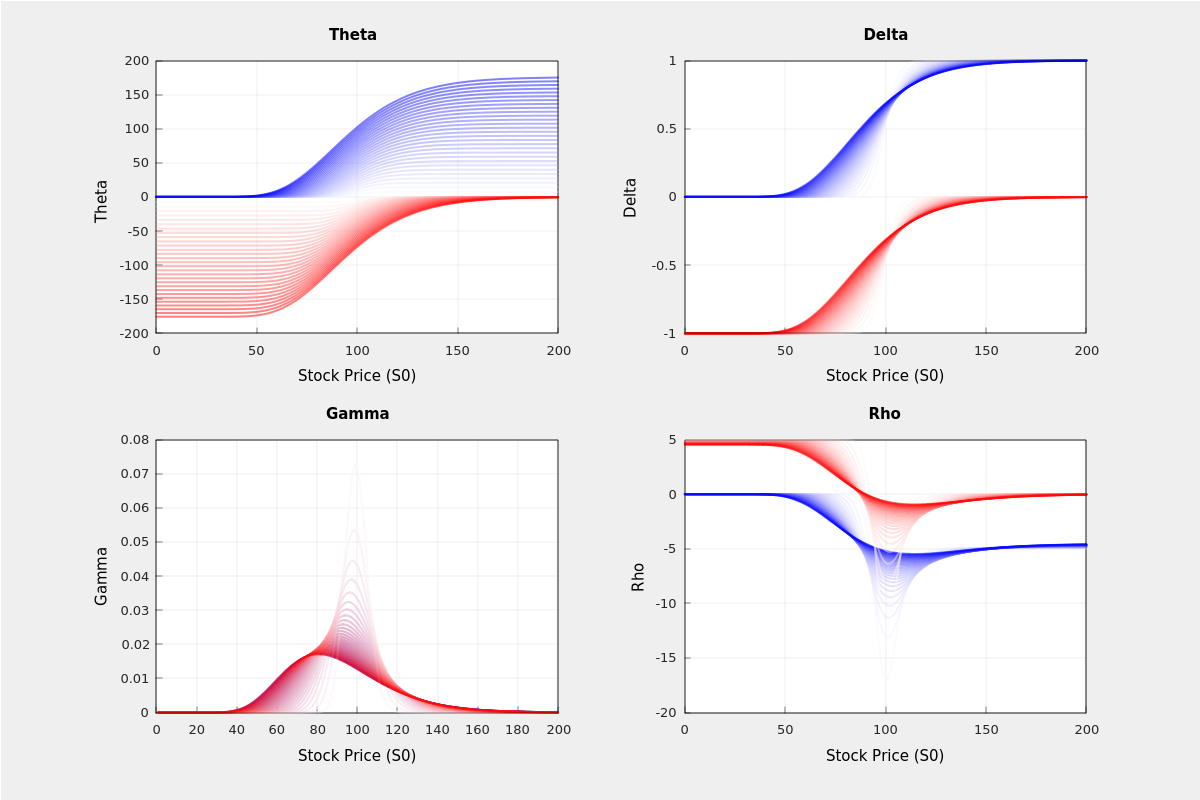 Theta
200
150
100
50
0
-50
-100
-150
-200
Theta
0 50 100 150 200
Stock Price (S0)
Delta
1
0.5
0
-0.5
-1
Delta
0 50 100 150 200
Stock Price (S0)
Gamma
0.08
0.07
0.06
0.05
0.04
0.03
0.02
0.01
0
Gamma
0 20 40 60 80 100 120 140 160 180 200
Stock Price (S0)
Rho
5
0
-5
-10
-15
-20
Rho
0 50 100 150 200
Stock Price (S0)